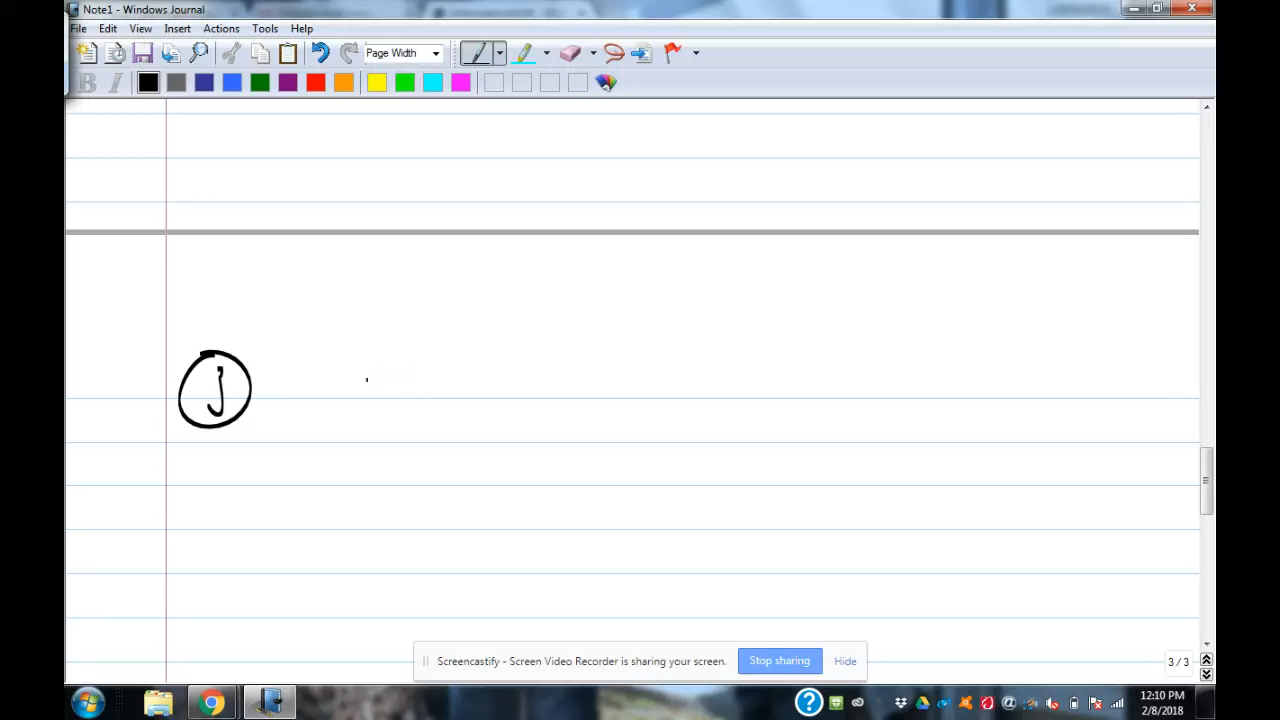 Note1 - Windows Journal
File Edit View Insert Actions Tools Help
Page Width
B I
J
Screencastify - Screen Video Recorder is sharing your screen. Stop sharing Hide
3 / 3
12:10 PM
2/8/2018